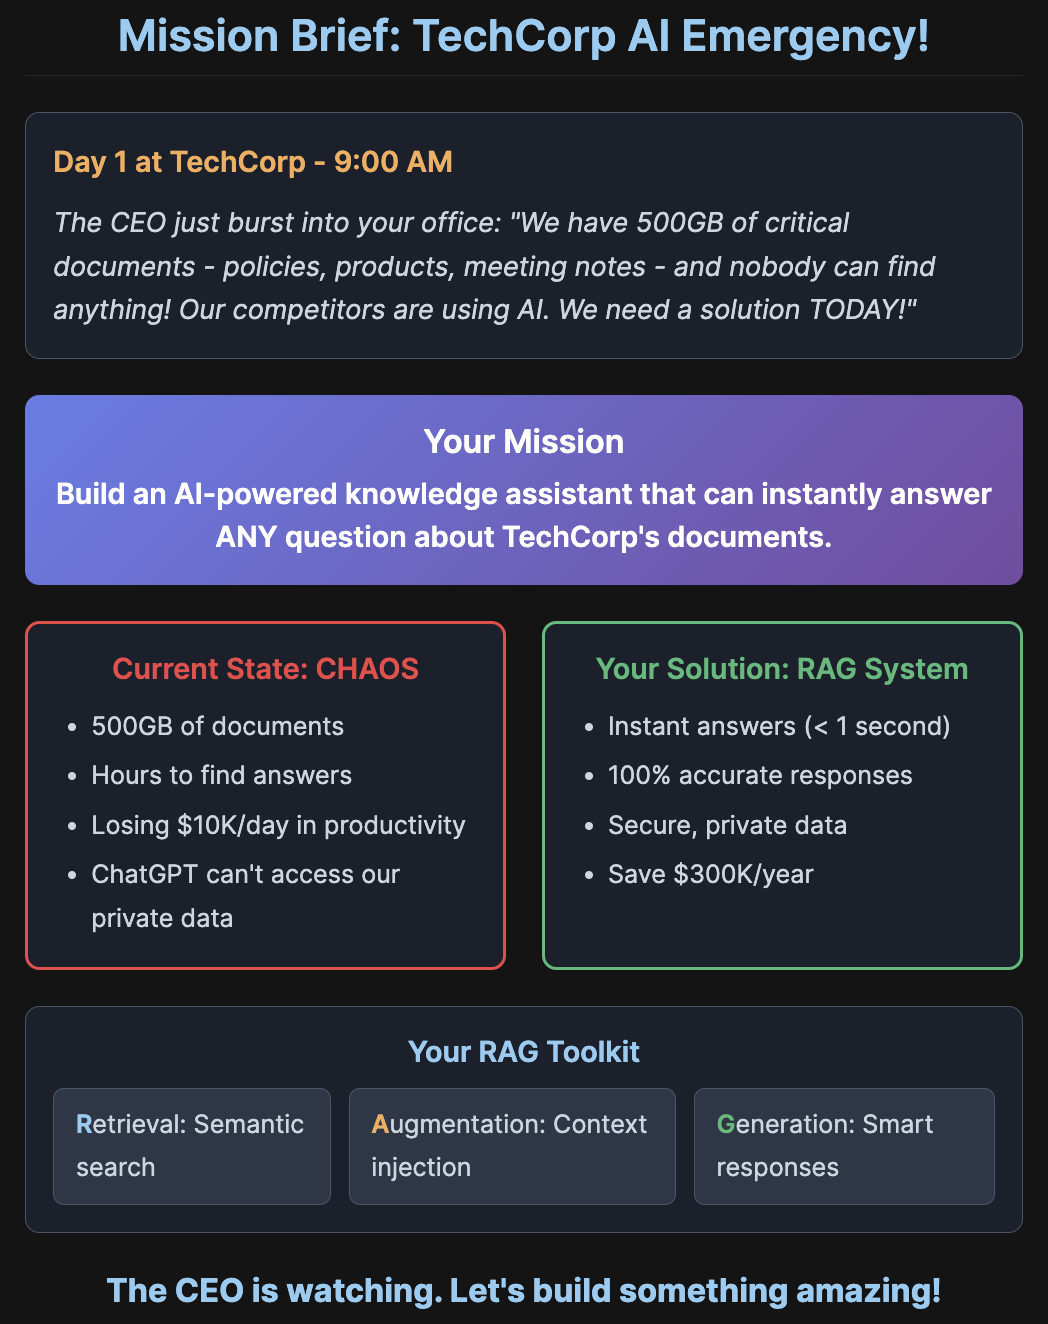 Mission Brief: TechCorp AI Emergency!
Day 1 at TechCorp - 9:00 AM
The CEO just burst into your office: "We have 500GB of critical
documents - policies, products, meeting notes - and nobody can find
anything! Our competitors are using AI. We need a solution TODAY!"
Your Mission
Build an AI-powered knowledge assistant that can instantly answer
ANY question about TechCorp's documents.
Current State: CHAOS
• 500GB of documents
• Hours to find answers
• Losing $10K/day in productivity
• ChatGPT can't access our
private data
Your Solution: RAG System
• Instant answers (< 1 second)
• 100% accurate responses
• Secure, private data
• Save $300K/year
Your RAG Toolkit
Retrieval: Semantic
search
Augmentation: Context
injection
Generation: Smart
responses
The CEO is watching. Let's build something amazing!